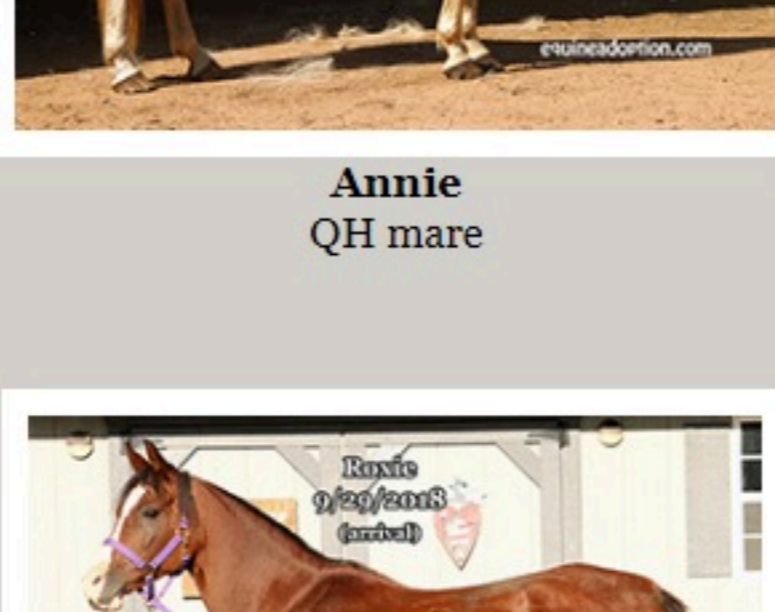 equineadoption.com
Annie
QH mare
Roxie
9/29/2018
(arrival)